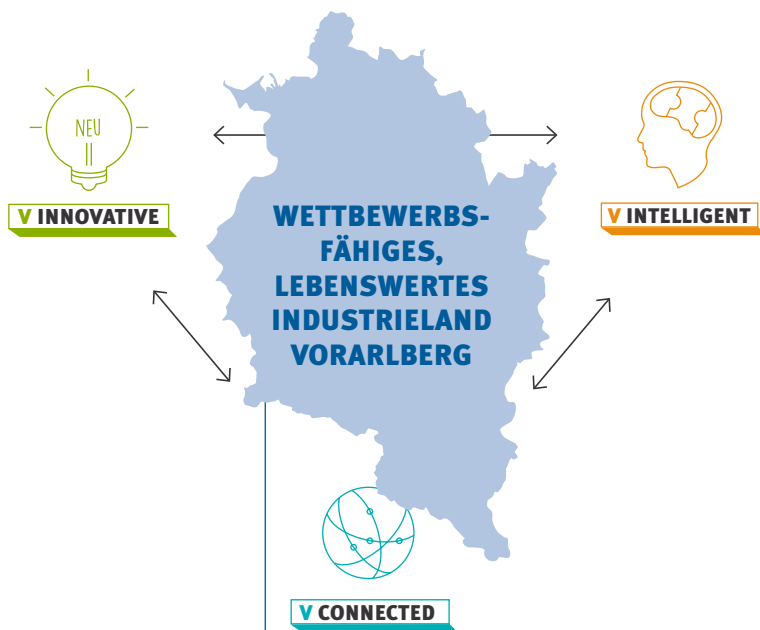 NEU
V INNOVATIVE
V INTELLIGENT
WETTBEWERBS-
FÄHIGES,
LEBENSWERTES
INDUSTRIELAND
VORARLBERG
V CONNECTED